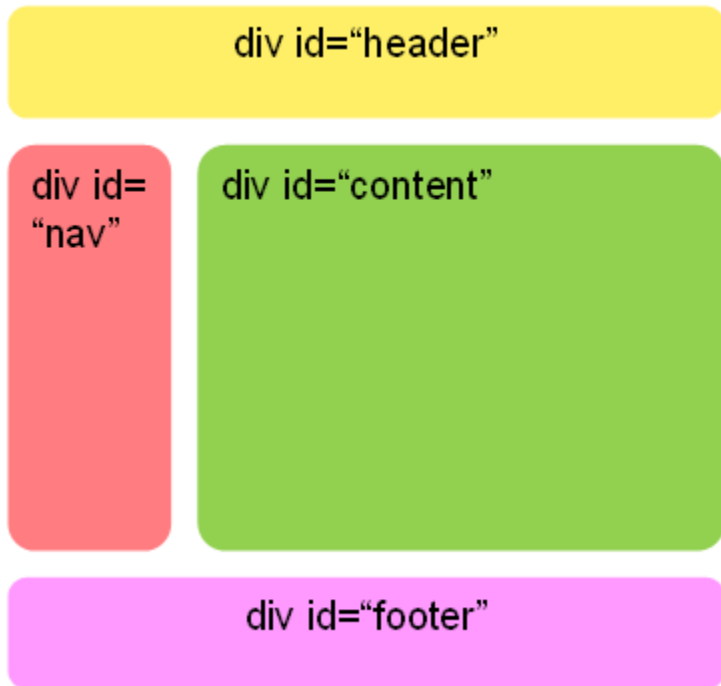 div id=“header”
div id=
“nav”
div id=“content”
div id=“footer”